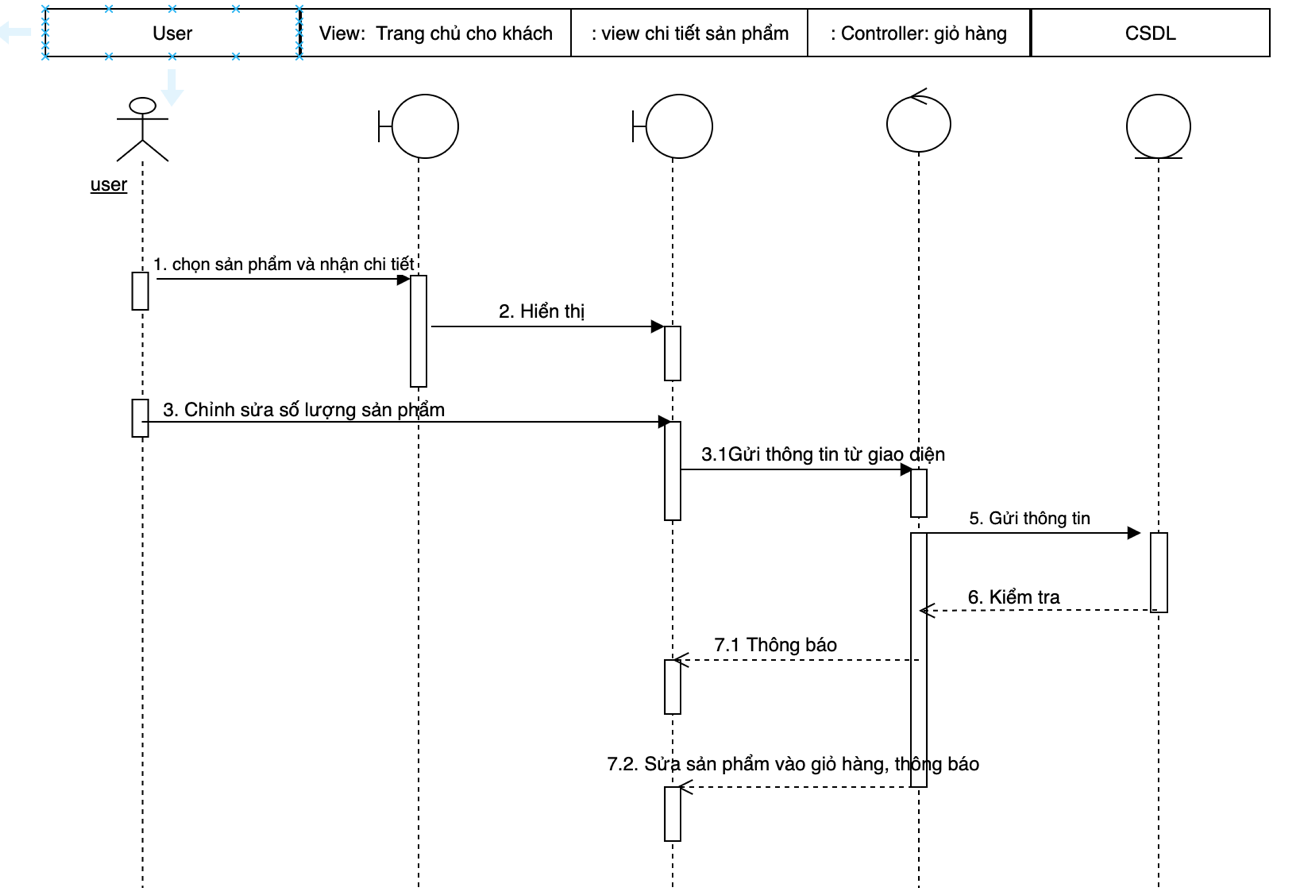 User
View: Trang chủ cho khách
: view chi tiết sản phẩm
: Controller: giỏ hàng
CSDL
user
1. chọn sản phẩm và nhận chi tiết
2. Hiển thị
3. Chỉnh sửa số lượng sản phẩm
3.1Gửi thông tin từ giao diện
5. Gửi thông tin
6. Kiểm tra
7.1 Thông báo
7.2. Sửa sản phẩm vào giỏ hàng, thông báo